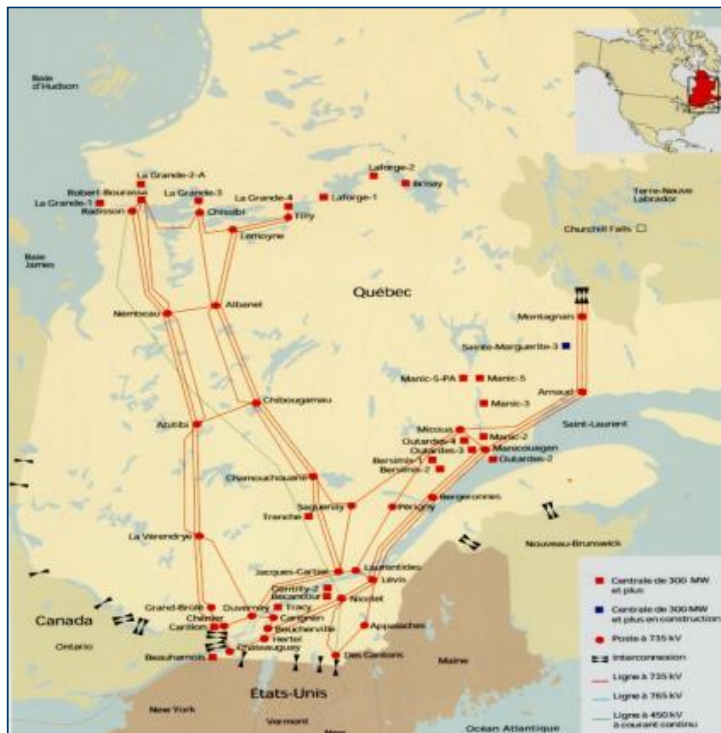 Baie
d'Hudson
Laforge-2
La Grande-2-A
Brisay
Robert-Bourassa
La Grande-3
La Grande-4
Laforge-1
La Grande-1
Radisson
Chissibi
Tilly
Lemoyne
Terre-Neuve
Labrador
Churchill Falls
Baie
James
Québec
Nemiscau
Albanel
Montagnais
Sainte-Marguerite-3
Manic-5-PA
Manic-5
Arnaud
Chibougamau
Manic-3
Saint-Laurent
Abitibi
Micoua
Manic-2
Outardes-4
Outardes-3
Manicouagan
Bersimis-1
Outardes-2
Bersimis-2
Chamouchouane
Bergeronnes
Saguenay
Périgny
Trenche
La Vérendrye
Nouveau-Brunswick
Jacques-Cartier
Laurentides
Lévis
Gentilly-2
Bécancour
Nicolet
Grand-Brûlé
Duvernay
Tracy
Canada
Chénier
Carignan
Appalaches
Carillon
Boucherville
Ontario
Hertel
Châteauguay
Beauharnois
Des Cantons
Maine
États-Unis
New York
Vermont
New
Océan Atlantique
Centrale de 300 MW
et plus
Centrale de 300 MW
et plus en construction
Poste à 735 kV
Interconnexion
Ligne à 735 kV
Ligne à 765 kV
Ligne à 450 kV
à courant continu